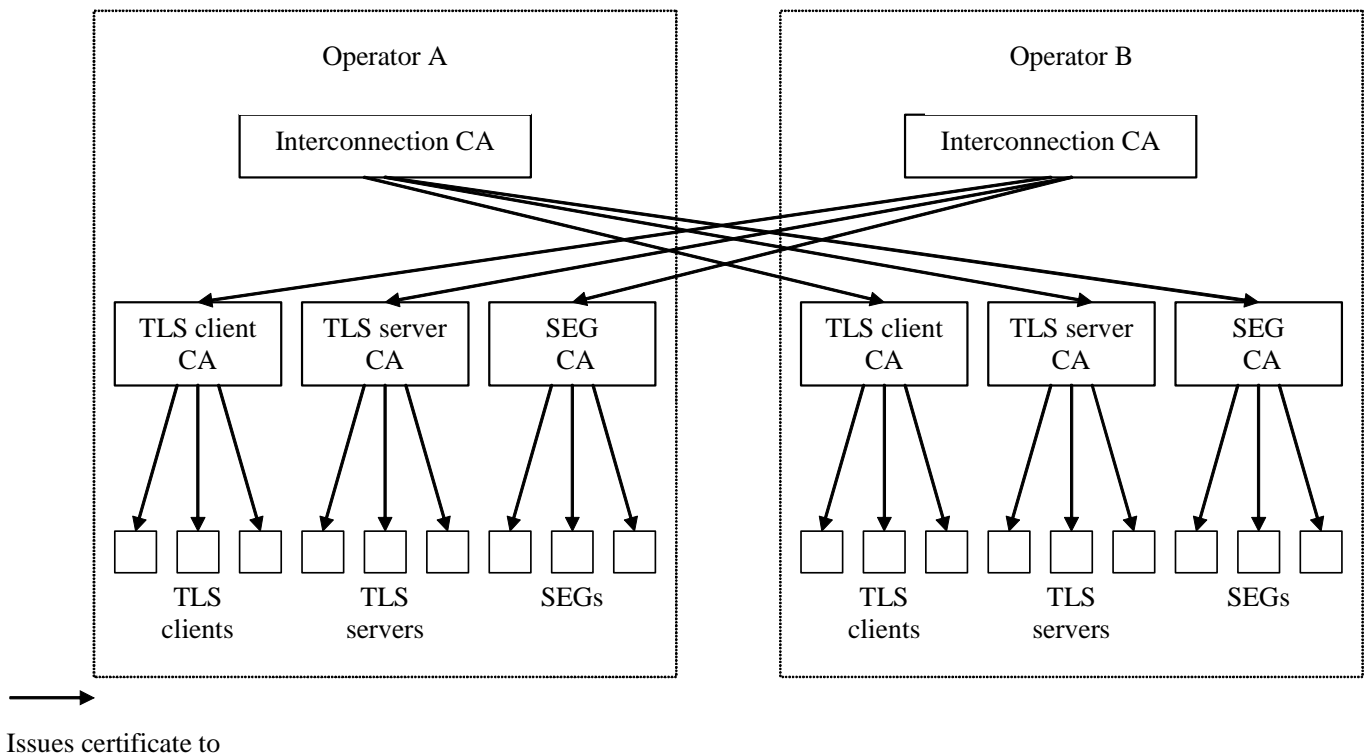 Operator A
Operator B
Interconnection CA
Interconnection CA
TLS client
CA
TLS server
CA
SEG
CA
TLS client
CA
TLS server
CA
SEG
CA
TLS
clients
TLS
servers
SEGs
TLS
clients
TLS
servers
SEGs
Issues certificate to